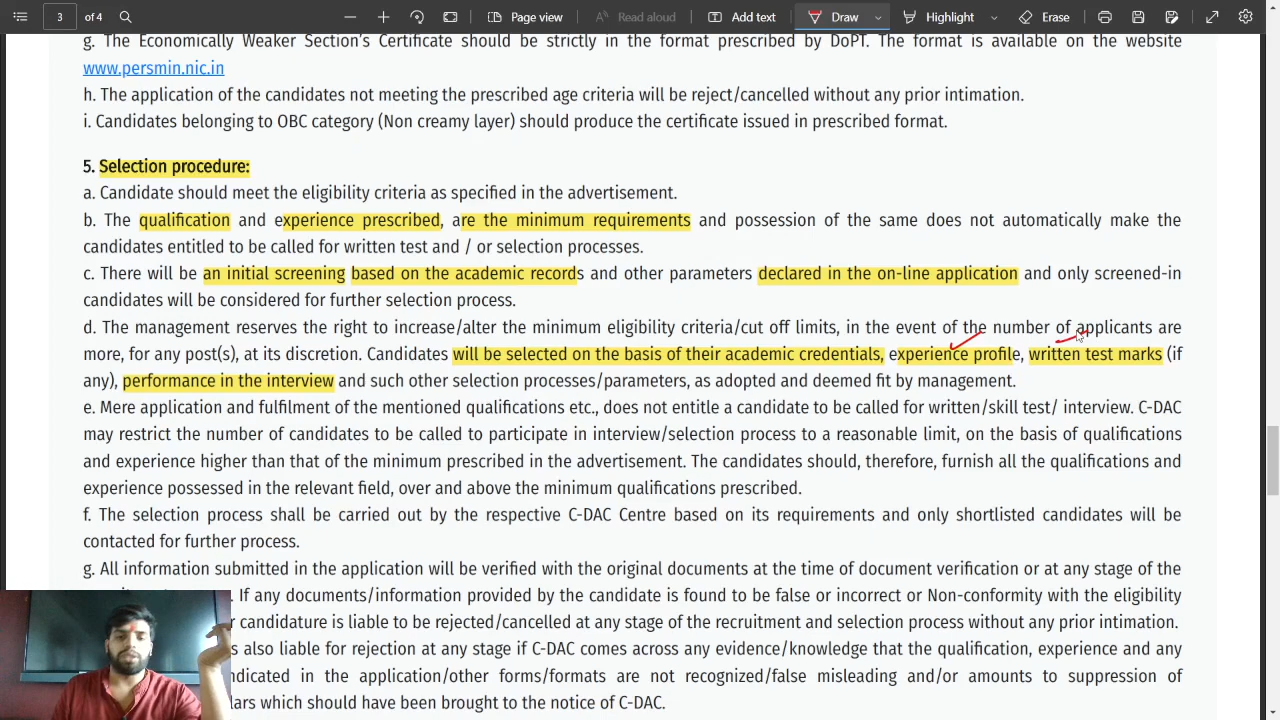 3 of 4 Page view Read aloud Add text Draw Highlight Erase
g. The Economically Weaker Section's Certificate should be strictly in the format prescribed by DoPT. The format is available on the website
www.persmin.nic.in
h. The application of the candidates not meeting the prescribed age criteria will be reject/cancelled without any prior intimation.
i. Candidates belonging to OBC category (Non creamy layer) should produce the certificate issued in prescribed format.
5. Selection procedure:
a. Candidate should meet the eligibility criteria as specified in the advertisement.
b. The qualification and experience prescribed, are the minimum requirements and possession of the same does not automatically make the
candidates entitled to be called for written test and / or selection processes.
c. There will be an initial screening based on the academic records and other parameters declared in the on-line application and only screened-in
candidates will be considered for further selection process.
d. The management reserves the right to increase/alter the minimum eligibility criteria/cut off limits, in the event of the number of applicants are
more, for any post(s), at its discretion. Candidates will be selected on the basis of their academic credentials, experience profile, written test marks (if
any), performance in the interview and such other selection processes/parameters, as adopted and deemed fit by management.
e. Mere application and fulfilment of the mentioned qualifications etc., does not entitle a candidate to be called for written/skill test/ interview. C-DAC
may restrict the number of candidates to be called to participate in interview/selection process to a reasonable limit, on the basis of qualifications
and experience higher than that of the minimum prescribed in the advertisement. The candidates should, therefore, furnish all the qualifications and
experience possessed in the relevant field, over and above the minimum qualifications prescribed.
f. The selection process shall be carried out by the respective C-DAC Centre based on its requirements and only shortlisted candidates will be
contacted for further process.
g. All information submitted in the application will be verified with the original documents at the time of document verification or at any stage of the
If any documents/information provided by the candidate is found to be false or incorrect or Non-conformity with the eligibility
candidature is liable to be rejected/cancelled at any stage of the recruitment and selection process without any prior intimation.
also liable for rejection at any stage if C-DAC comes across any evidence/knowledge that the qualification, experience and any
in the application/other forms/formats are not recognized/false misleading and/or amounts to suppression of
which should have been brought to the notice of C-DAC.